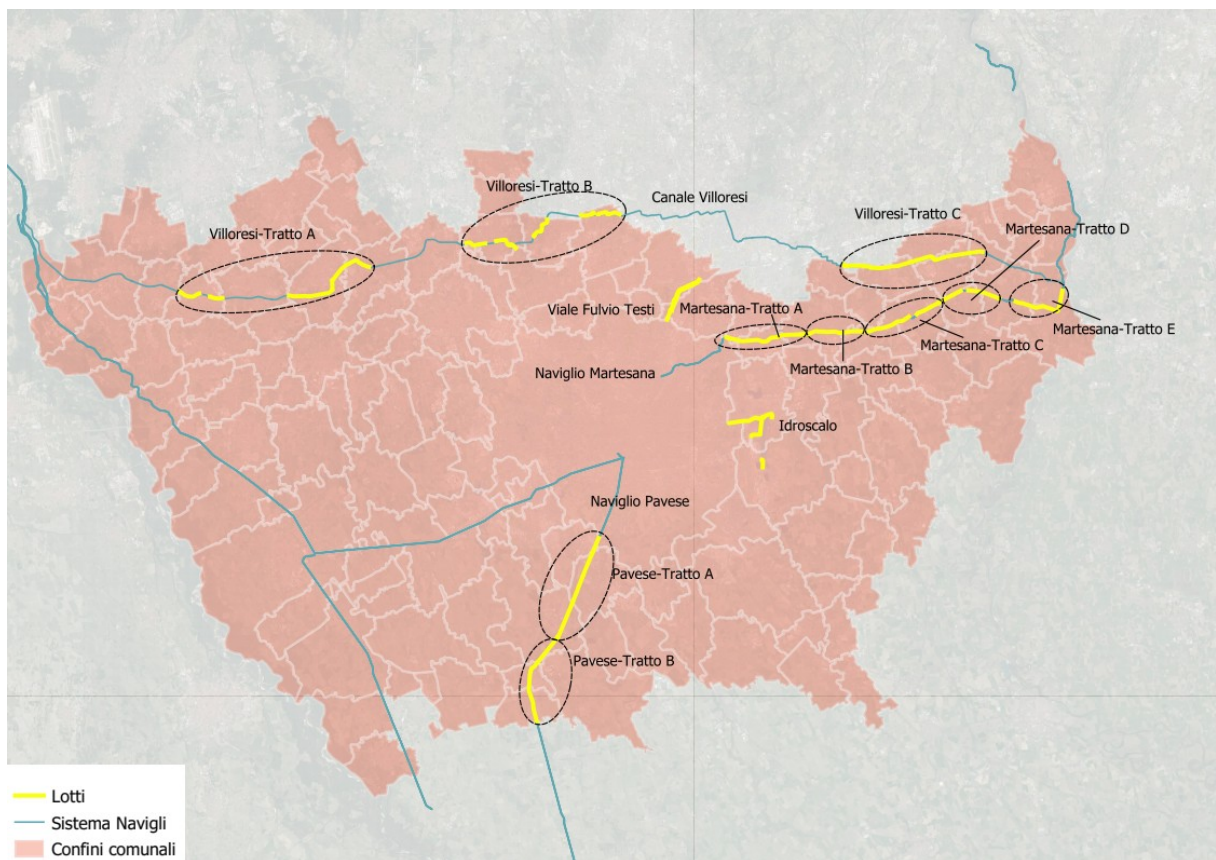 Villoresi-Tratto B
Canale Villoresi
Villoresi-Tratto C
Martesana-Tratto D
Villoresi-Tratto A
Viale Fulvio Testi
Martesana-Tratto A
Martesana-Tratto E
Martesana-Tratto C
Martesana-Tratto B
Naviglio Martesana
Idroscalo
Naviglio Pavese
Pavese-Tratto A
Pavese-Tratto B
Lotti
Sistema Navigli
Confini comunali